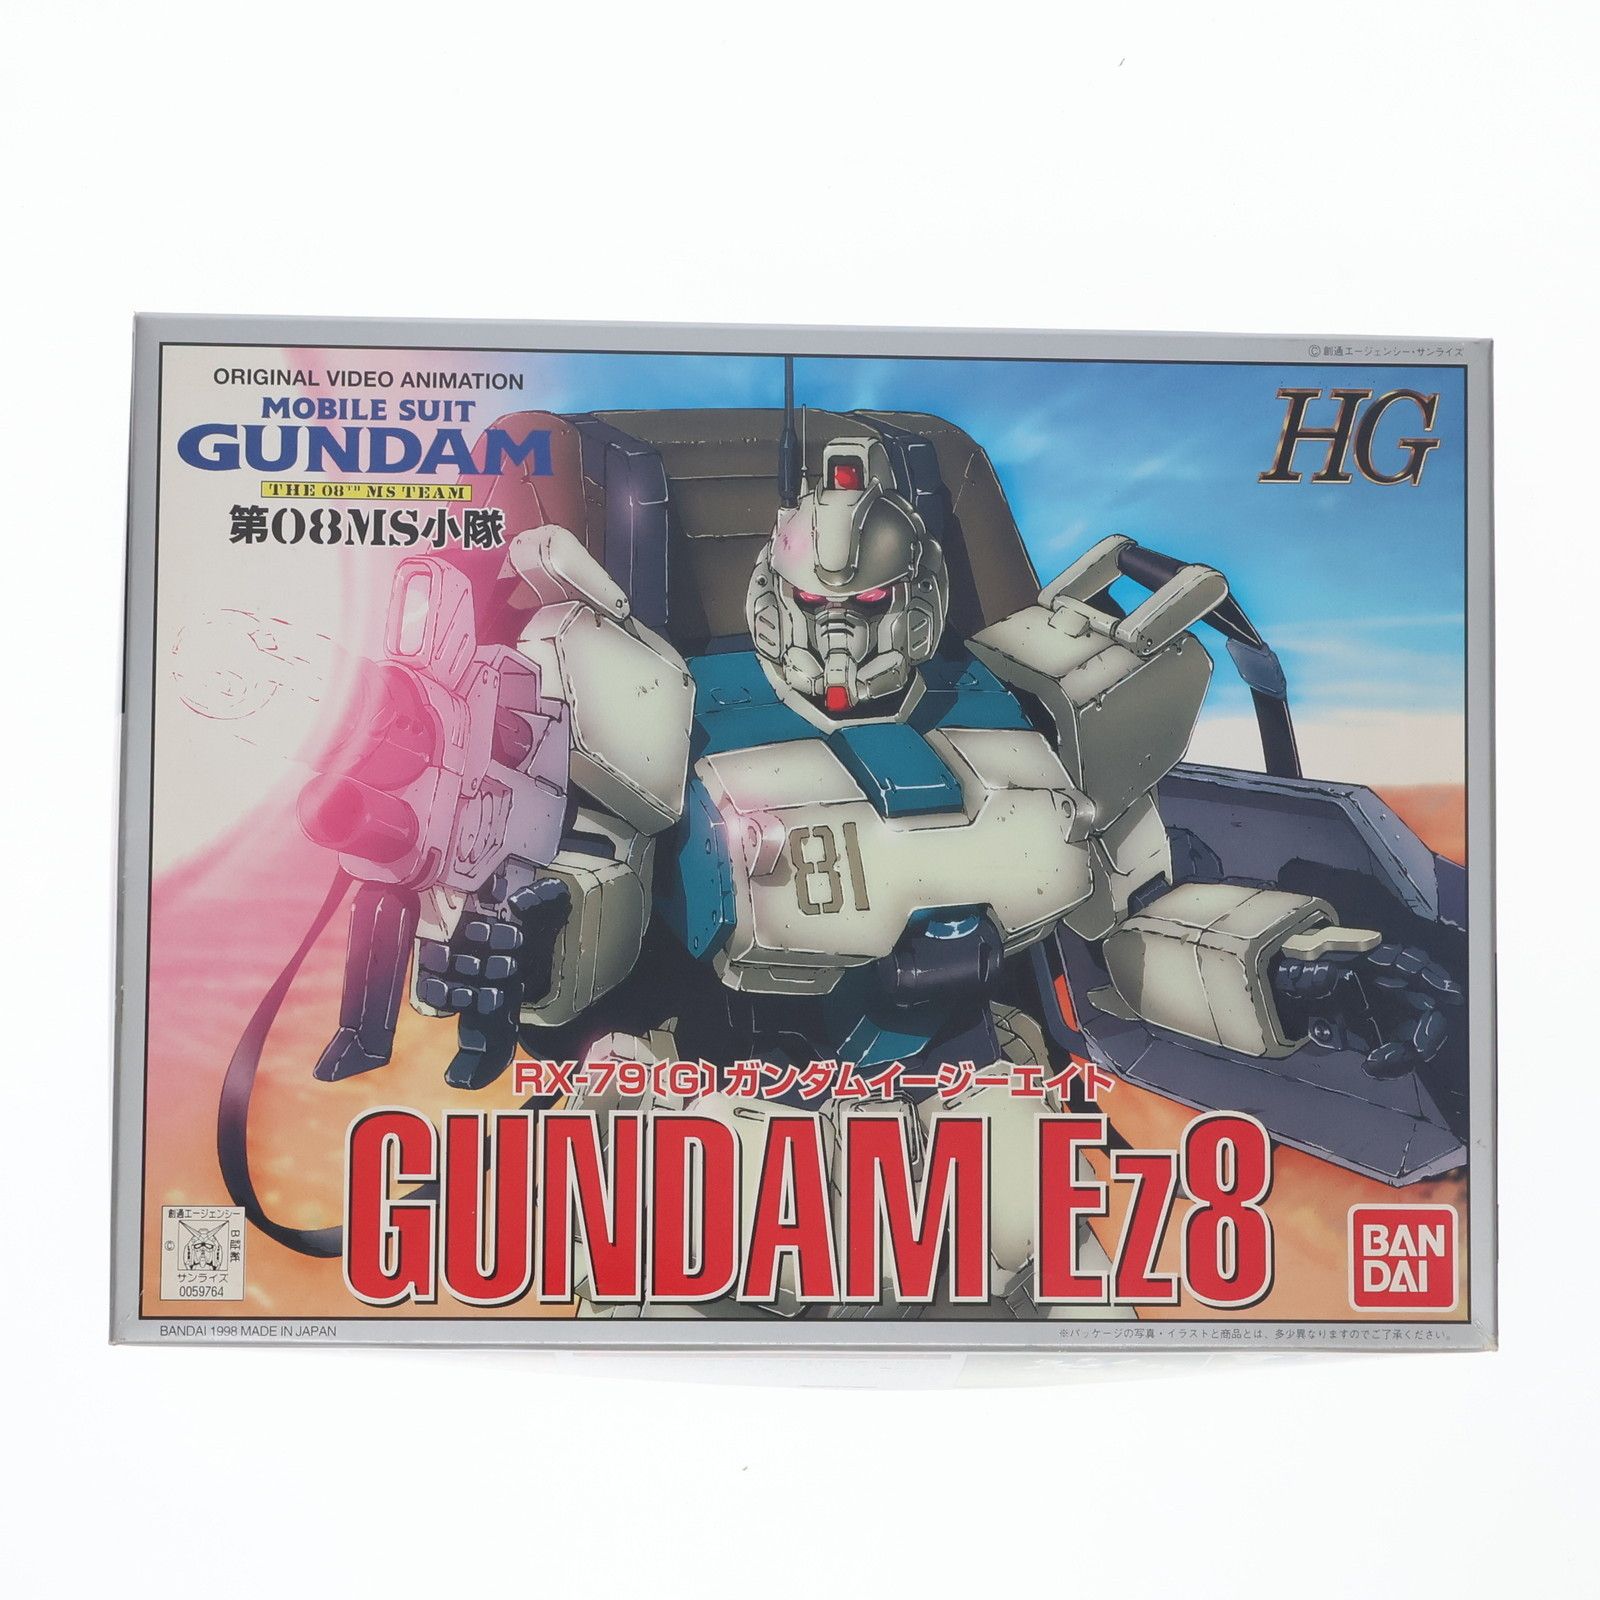 ©創通エージェンシー・サンライズ
ORIGINAL VIDEO ANIMATION
MOBILE SUIT
GUNDAM
THE 08TH MS TEAM
第08MS小隊
HG
81
RX-79(G)ガンダムイージーエイト
GUNDAM Ez8
創通エージェンシー
©
サンライズ
0059764
BAN
DAI
BANDAI 1998 MADE IN JAPAN
※パッケージの写真・イラストと商品とは、多少異なりますのでご了承ください。